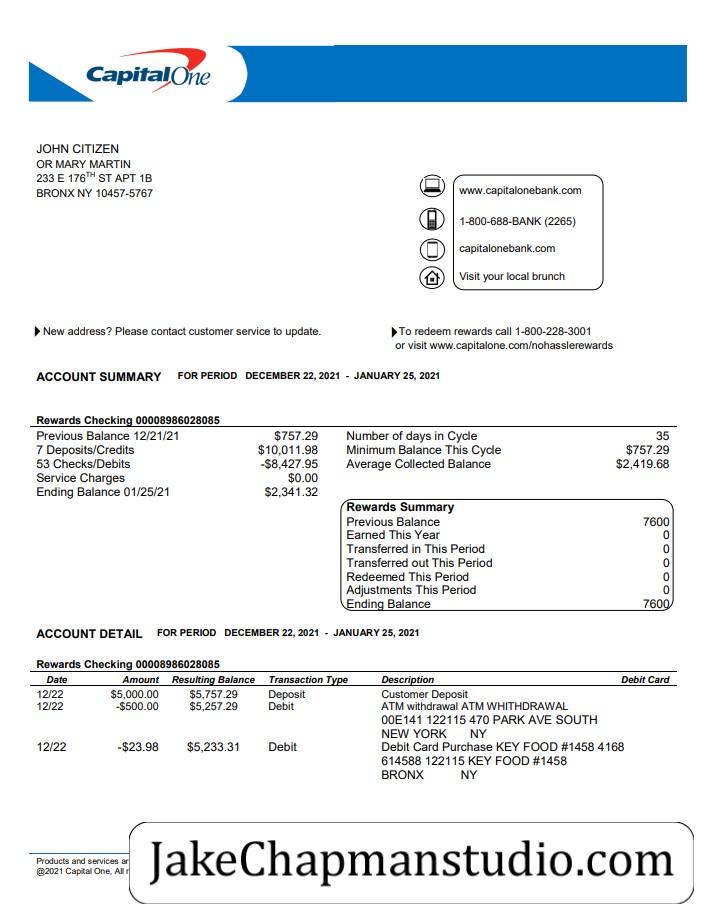 CapitalOne
JOHN CITIZEN
OR MARY MARTIN
233 E 176TH ST APT 1B
BRONX NY 10457-5767
www.capitalonebank.com
1-800-688-BANK (2265)
capitalonebank.com
Visit your local brunch
New address? Please contact customer service to update.
To redeem rewards call 1-800-228-3001
or visit www.capitalone.com/nohasslerewards
ACCOUNT SUMMARY FOR PERIOD DECEMBER 22, 2021 - JANUARY 25, 2021
Rewards Checking 00008986028085
Previous Balance 12/21/21 $757.29 Number of days in Cycle 35
7 Deposits/Credits $10,011.98 Minimum Balance This Cycle $757.29
53 Checks/Debits -$8,427.95 Average Collected Balance $2,419.68
Service Charges $0.00
Ending Balance 01/25/21 $2,341.32
Rewards Summary
Previous Balance 7600
Earned This Year 0
Transferred in This Period 0
Transferred out This Period 0
Redeemed This Period 0
Adjustments This Period 0
Ending Balance 7600
ACCOUNT DETAIL FOR PERIOD DECEMBER 22, 2021 - JANUARY 25, 2021
Rewards Checking 00008986028085
Date Amount Resulting Balance Transaction Type Description Debit Card
12/22 $5,000.00 $5,757.29 Deposit Customer Deposit
12/22 -$500.00 $5,257.29 Debit ATM withdrawal ATM WHITHDRAWAL
00E141 122115 470 PARK AVE SOUTH
NEW YORK NY
12/22 -$23.98 $5,233.31 Debit Debit Card Purchase KEY FOOD #1458 4168
614588 122115 KEY FOOD #1458
BRONX NY
Products and services
@2021 Capital One, All
JakeChapmanstudio.com